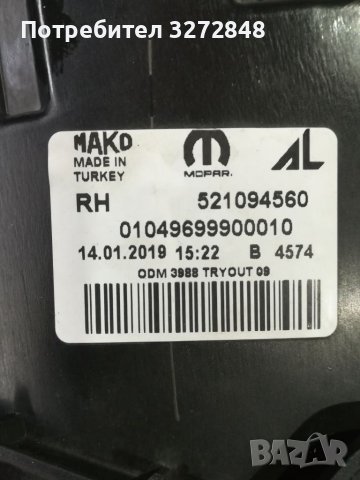 Потребител 3272848
MAKO
MADE IN
TURKEY
MOPAR.
AL
RH 521094560
01049699900010
14.01.2019 15:22 B 4574
ODM 3988 TRYOUT 09
BAZAR